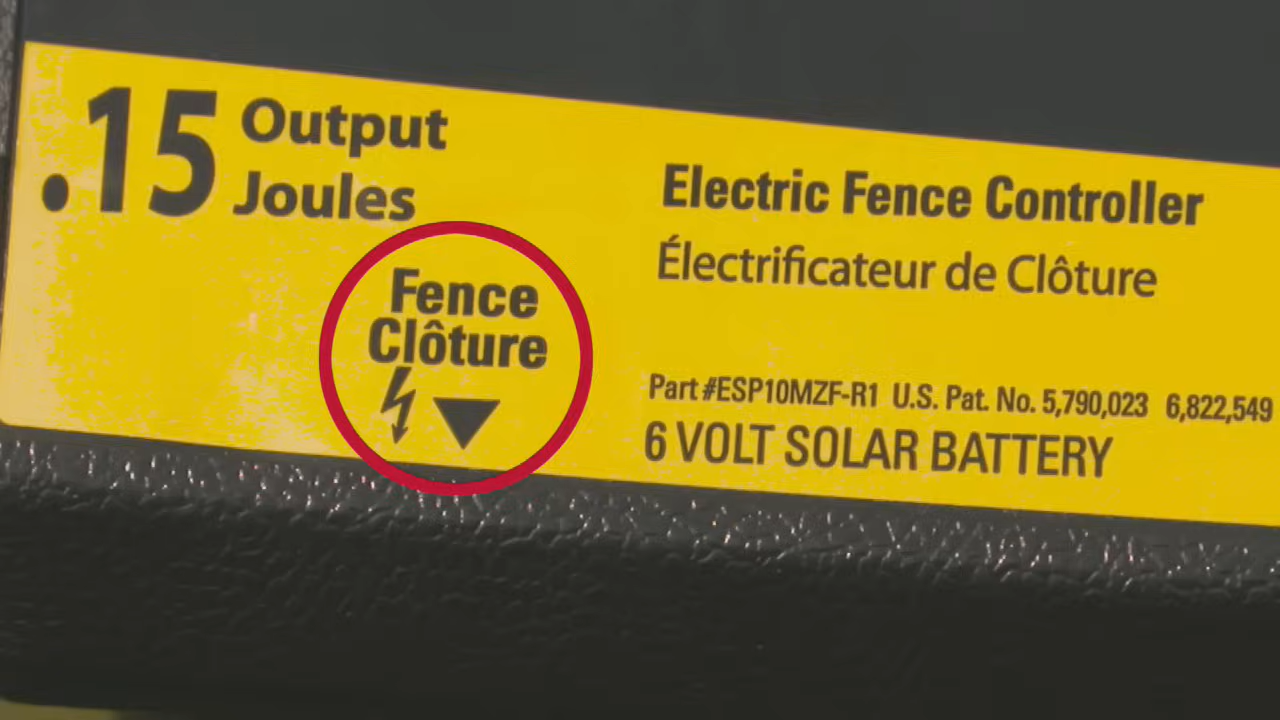 .15 Output
Joules
Fence
Clôture
Electric Fence Controller
Électrificateur de Clôture
Part #ESP10MZF-R1 U.S. Pat. No. 5,790,023 6,822,549
6 VOLT SOLAR BATTERY